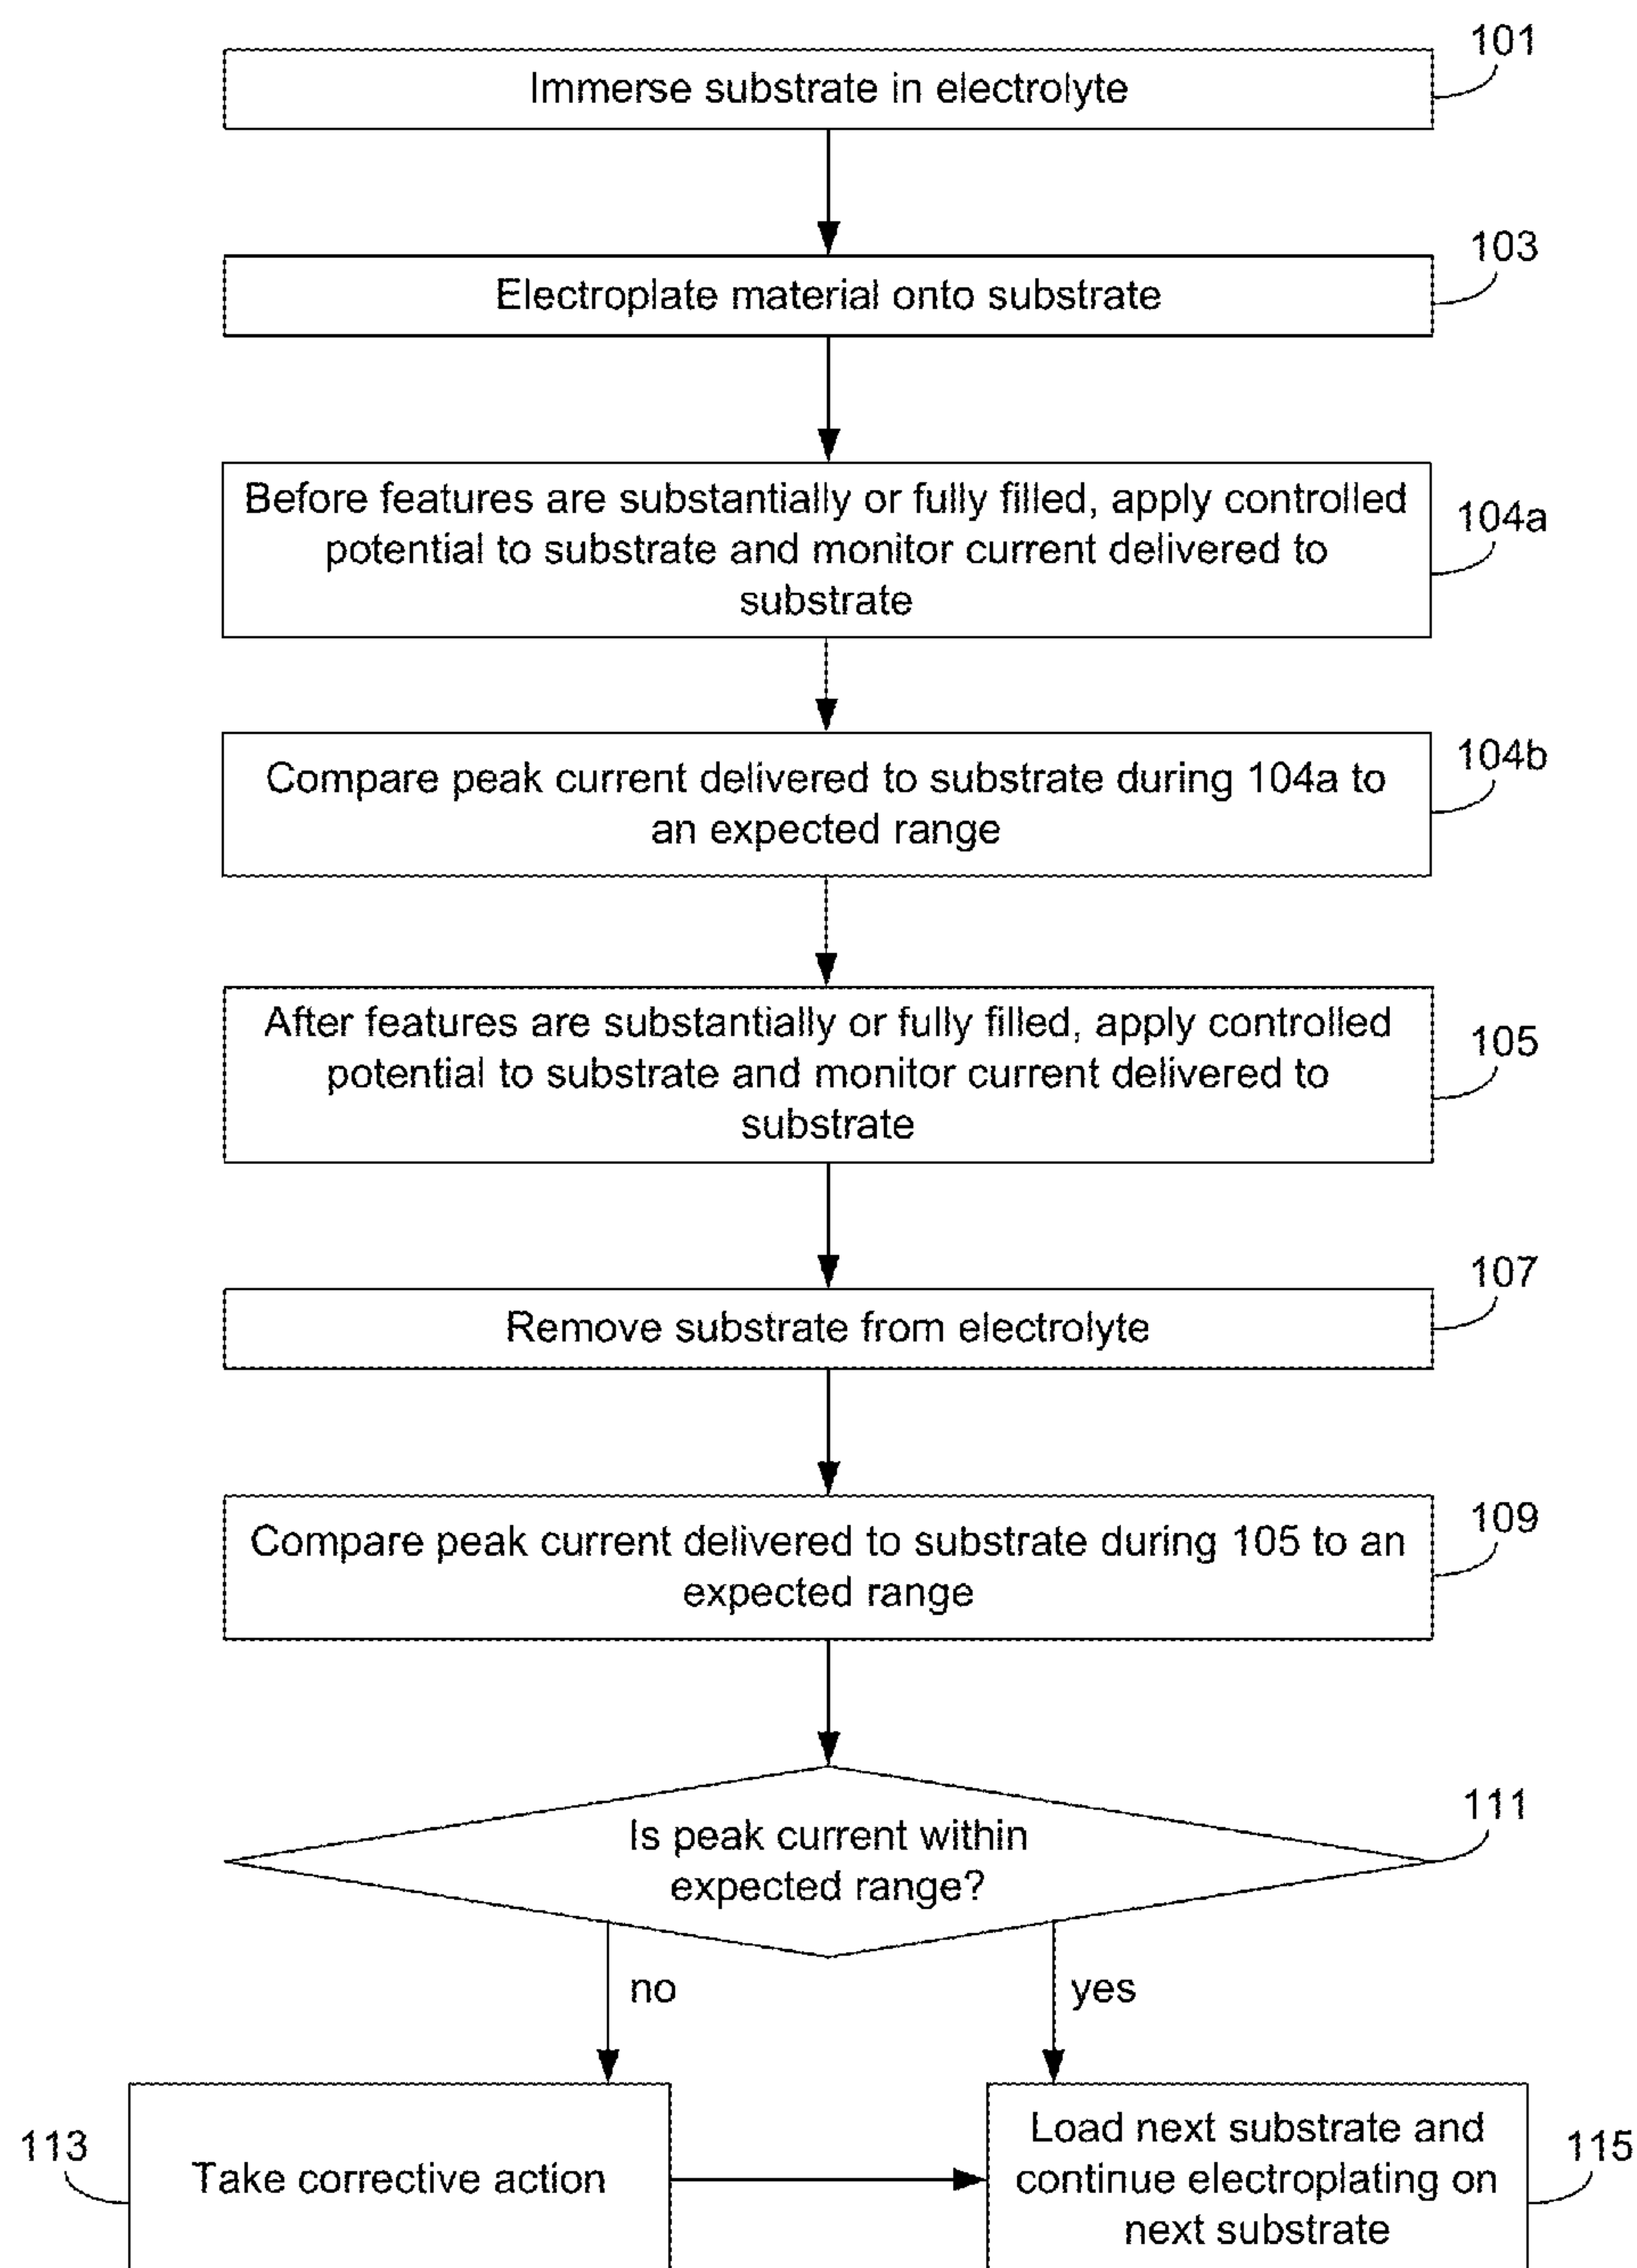 101
Immerse substrate in electrolyte
103
Electroplate material onto substrate
104a
Before features are substantially or fully filled, apply controlled
potential to substrate and monitor current delivered to
substrate
104b
Compare peak current delivered to substrate during 104a to
an expected range
105
After features are substantially or fully filled, apply controlled
potential to substrate and monitor current delivered to
substrate
107
Remove substrate from electrolyte
109
Compare peak current delivered to substrate during 105 to an
expected range
111
Is peak current within
expected range?
no
yes
113
Take corrective action
Load next substrate and
continue electroplating on
next substrate
115